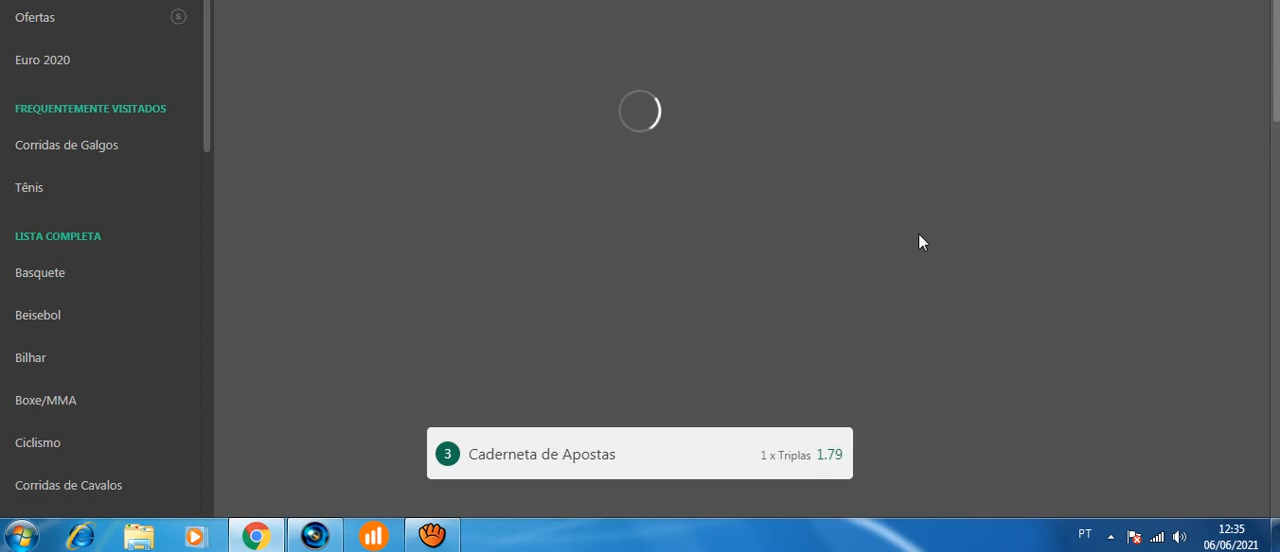 Ofertas
S
Euro 2020
FREQUENTEMENTE VISITADOS
Corridas de Galgos
Tênis
LISTA COMPLETA
Basquete
Beisebol
Bilhar
Boxe/MMA
Ciclismo
Corridas de Cavalos
3 Caderneta de Apostas 1 x Triplas 1.79
PT
12:35
06/06/2021